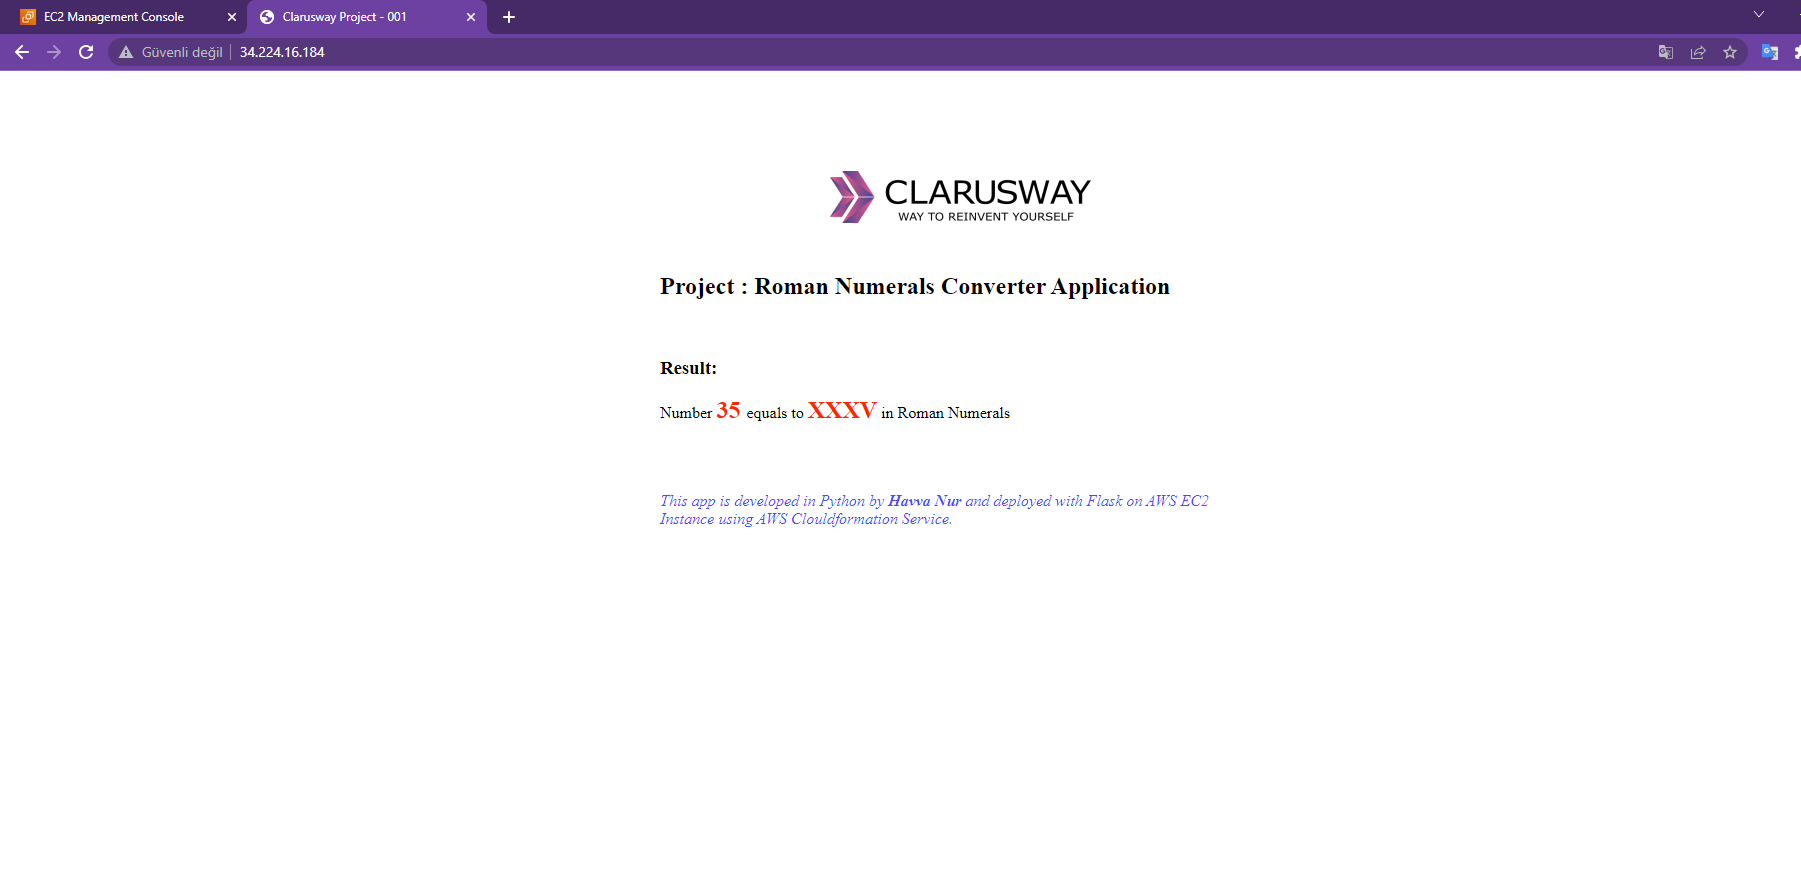 EC2 Management Console
Clarusway Project - 001
Güvenli değil
34.224.16.184
CLARUSWAY
WAY TO REINVENT YOURSELF
Project : Roman Numerals Converter Application
Result:
Number 35 equals to XXXV in Roman Numerals
This app is developed in Python by Havva Nur and deployed with Flask on AWS EC2
Instance using AWS Clouldformation Service.